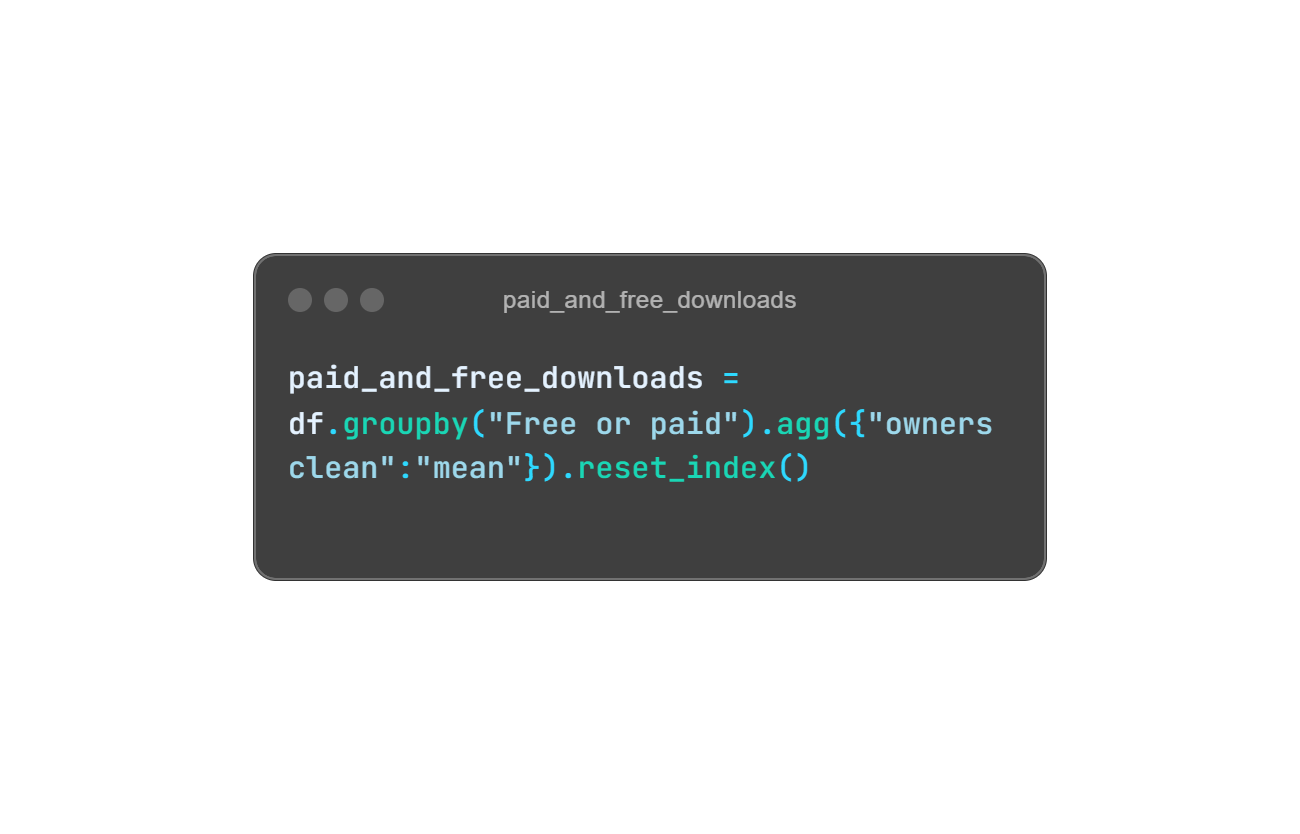 paid_and_free_downloads
paid_and_free_downloads =
df.groupby("Free or paid").agg({"owners
clean":"mean"}).reset_index()